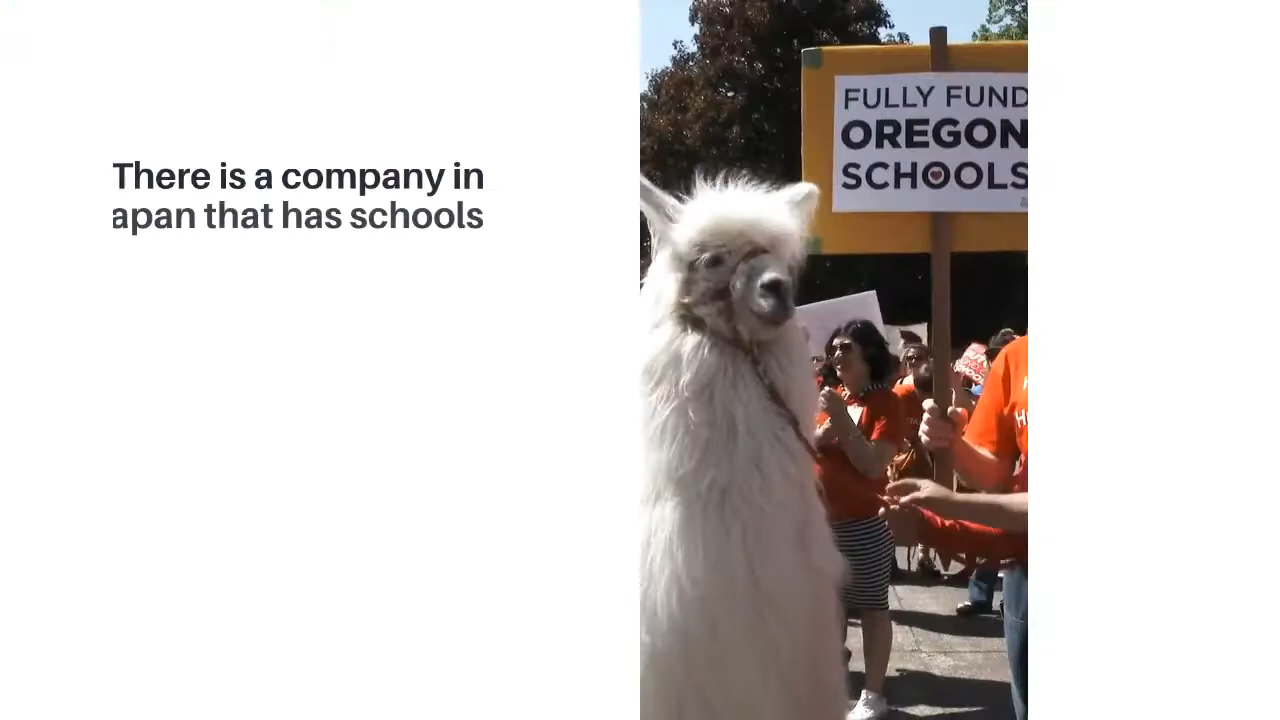 There is a company in
apan that has schools
FULLY FUND
OREGON
SCHOOLS